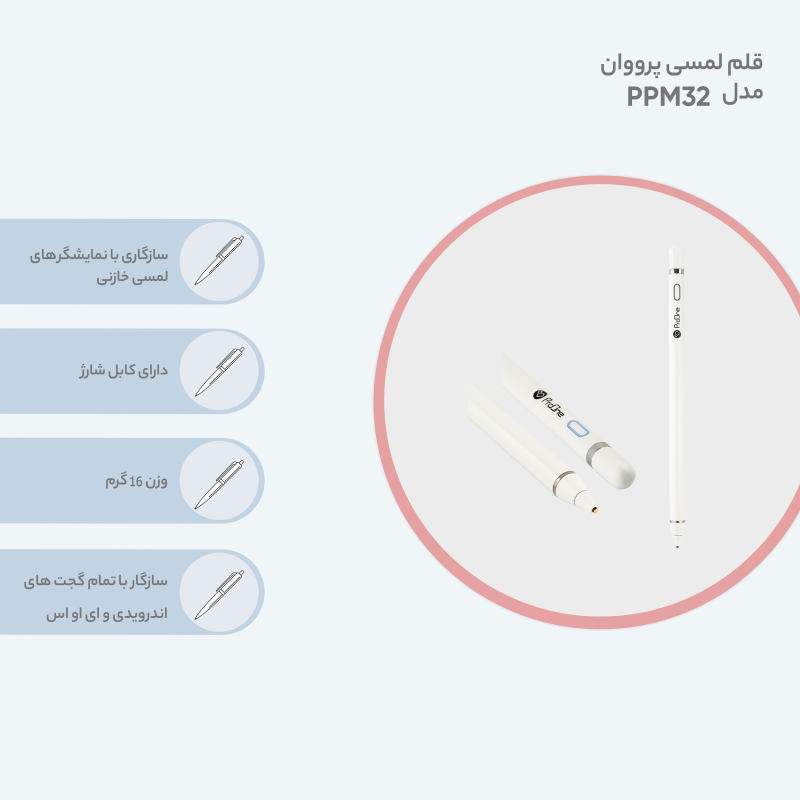 قلم لمسی پرووان
مدل PPM32
سازگاری با نمایشگرهای
لمسی خازنی
دارای کابل شارژ
وزن 16 گرم
سازگار با تمام گجت های
اندرویدی و ای او اس
ProOne
ProOne